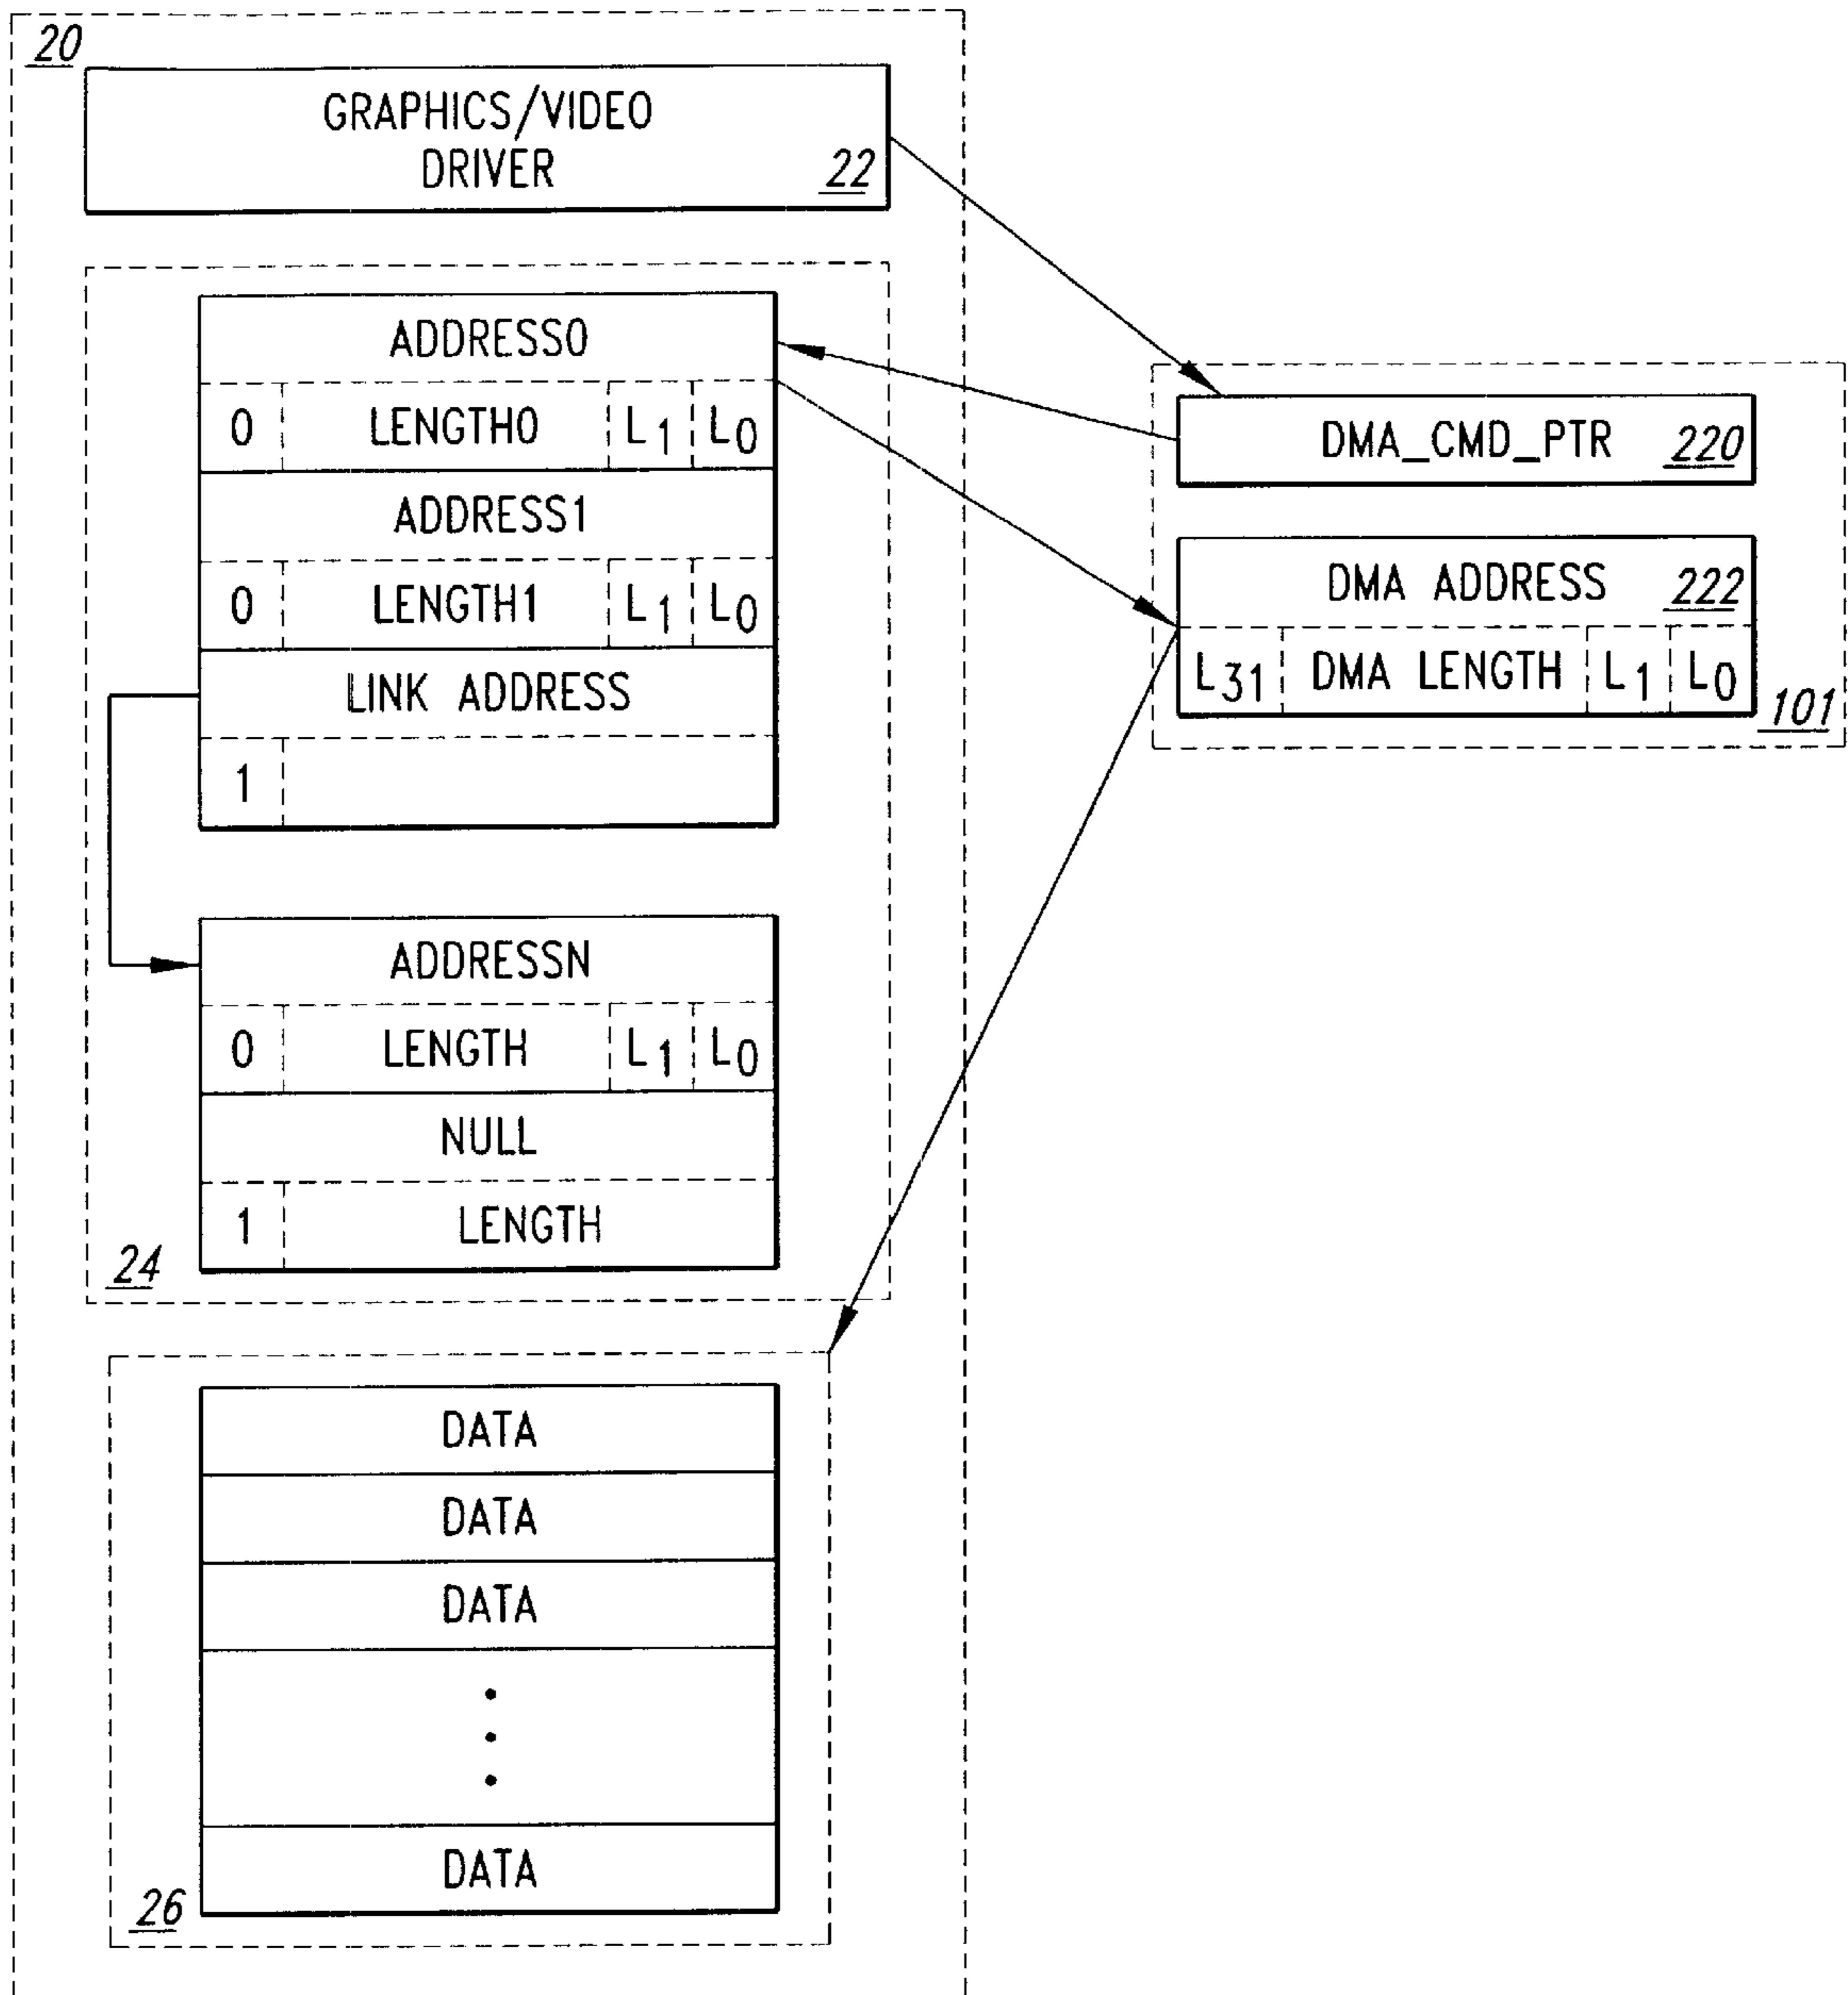 20
GRAPHICS/VIDEO
DRIVER 22
ADDRESS0
0 LENGTH0 L1 L0
ADDRESS1
0 LENGTH1 L1 L0
LINK ADDRESS
1
ADDRESSN
0 LENGTH L1 L0
NULL
1 LENGTH
24
DATA
DATA
DATA
DATA
26
DMA_CMD_PTR 220
DMA ADDRESS 222
L31 DMA LENGTH L1 L0
101